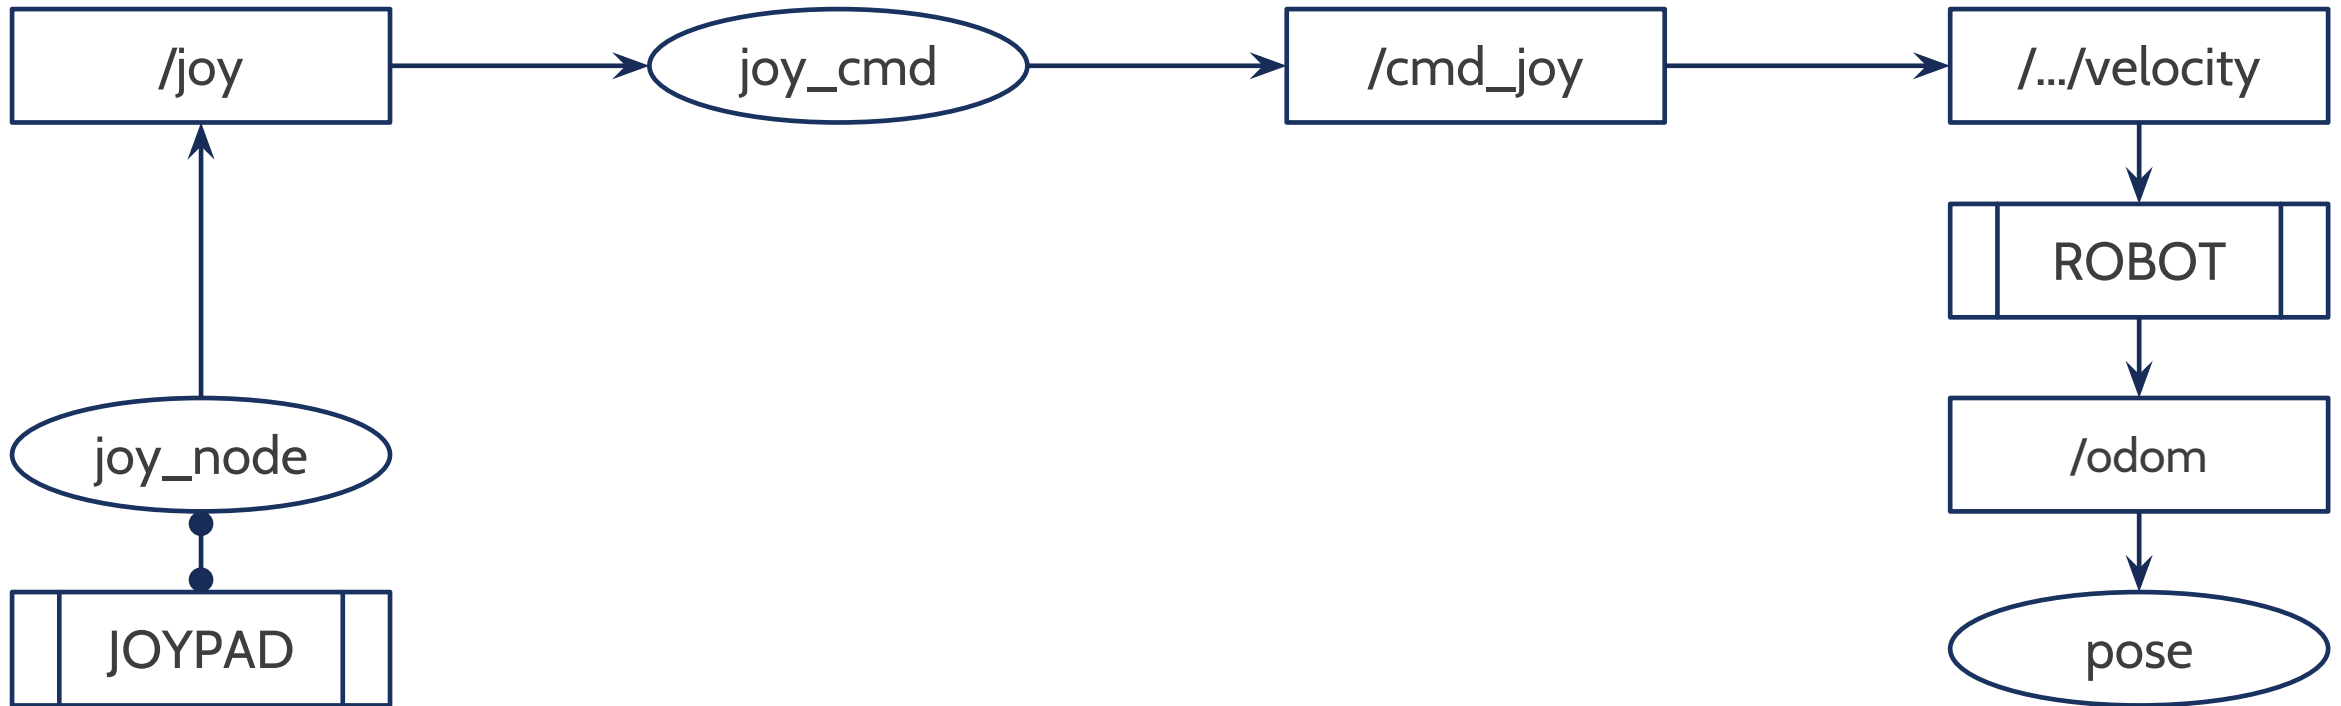 /joy
joy_cmd
/cmd_joy
/.../velocity
ROBOT
joy_node
/odom
JOYPAD
pose